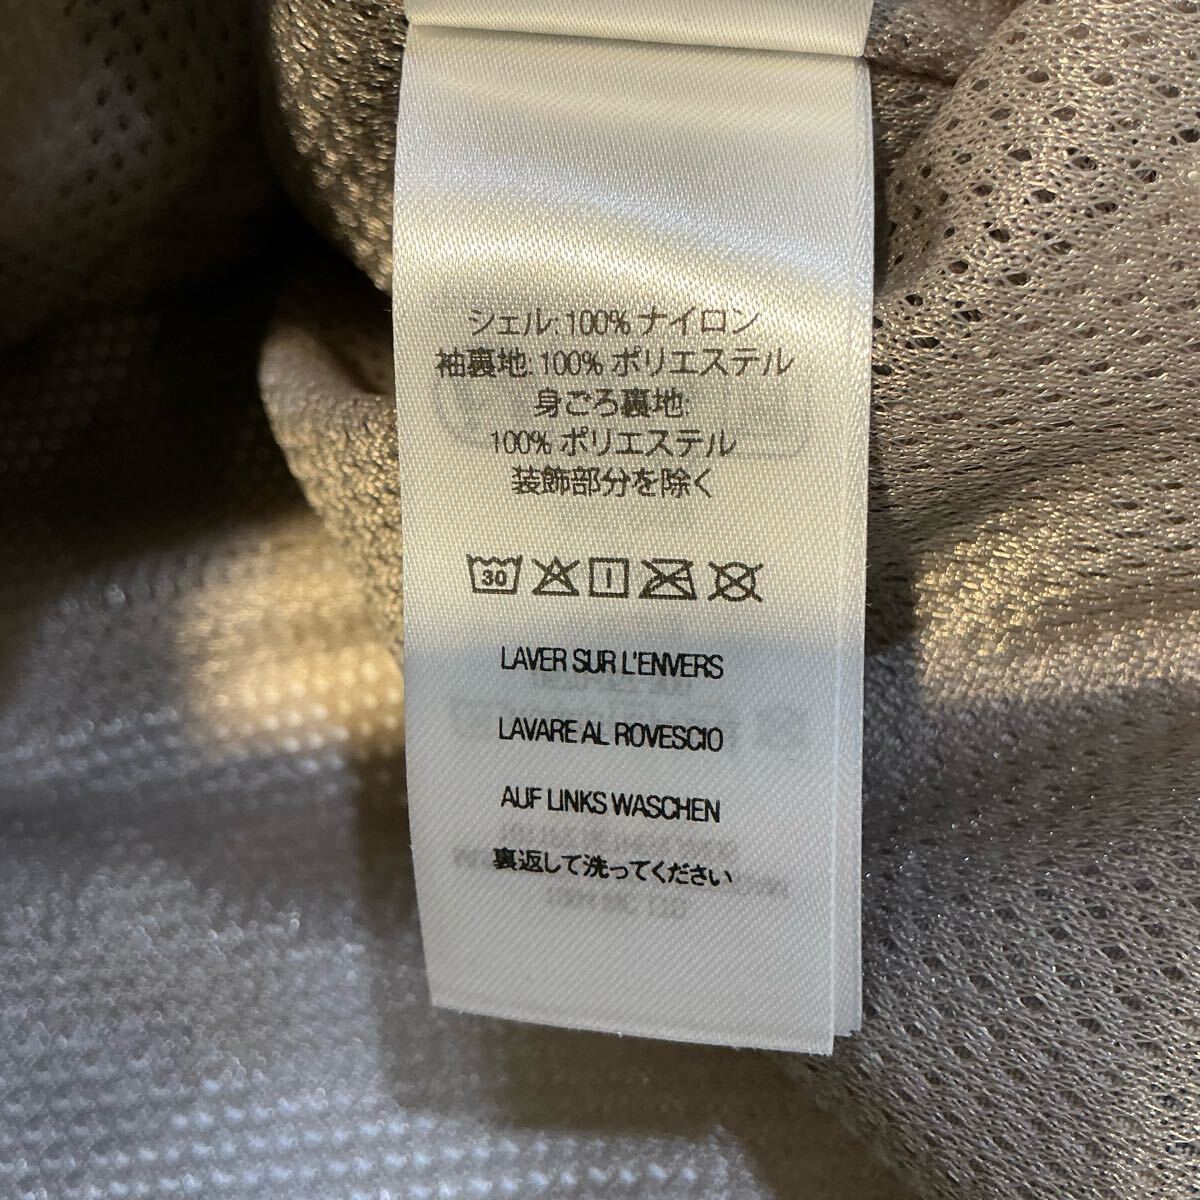 シェル: 100% ナイロン
袖裏地: 100% ポリエステル
身ごろ裏地:
100% ポリエステル
装飾部分を除く
30
LAVER SUR L'ENVERS
LAVARE AL ROVESCIO
AUF LINKS WASCHEN
裏返して洗ってください